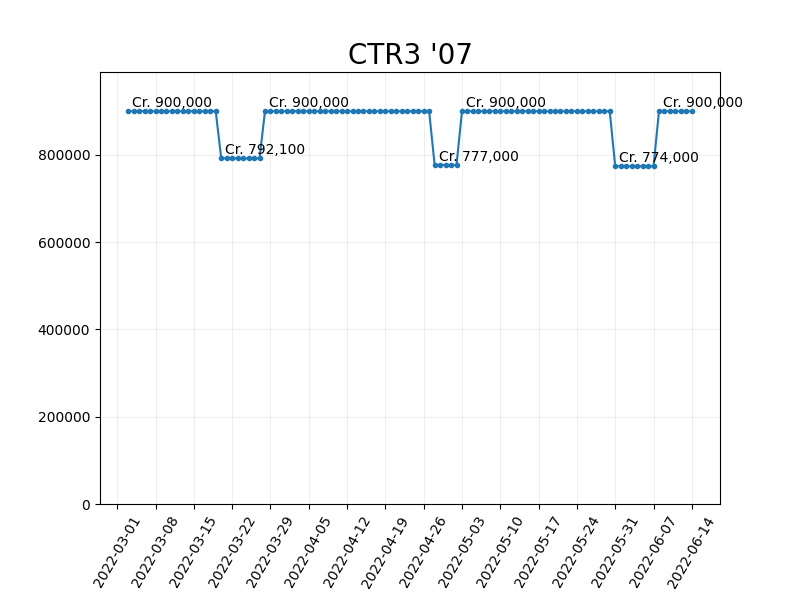 CTR3 '07
Cr. 900,000
Cr. 900,000
Cr. 900,000
Cr. 900,000
Cr. 792,100
Cr. 777,000
Cr. 774,000
800000
600000
400000
200000
0
2022-03-01
2022-03-08
2022-03-15
2022-03-22
2022-03-29
2022-04-05
2022-04-12
2022-04-19
2022-04-26
2022-05-03
2022-05-10
2022-05-17
2022-05-24
2022-05-31
2022-06-07
2022-06-14